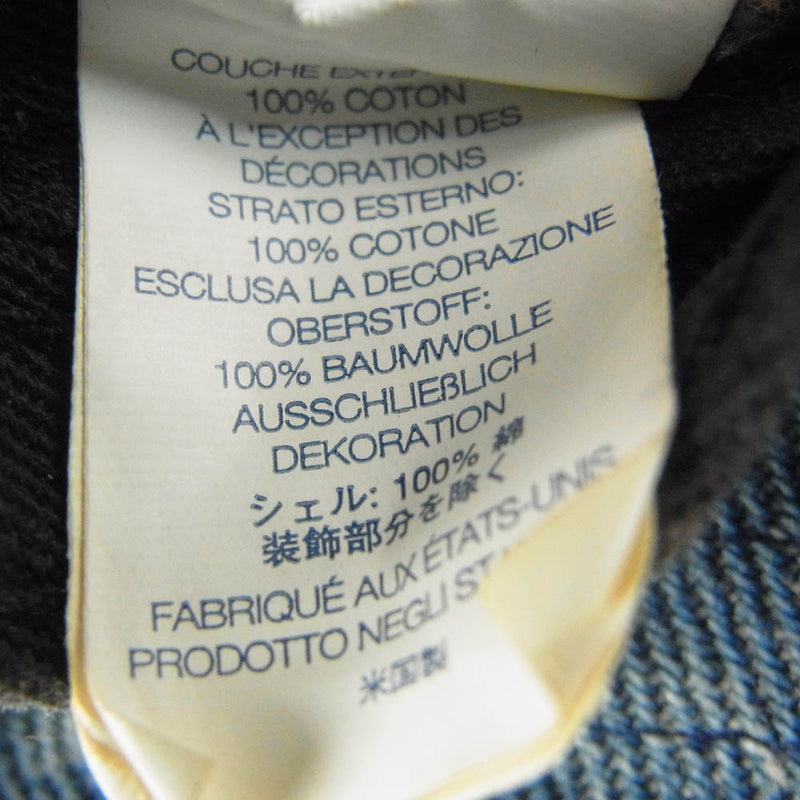 COUCHE
100% COTON
À L'EXCEPTION DES
DÉCORATIONS
STRATO ESTERNO:
100% COTONE
ESCLUSA LA DECORAZIONE
OBERSTOFF:
100% BAUMWOLLE
AUSSCHLIEßLICH
DEKORATION
シェル: 100% 綿
装飾部分を除く
FABRIQUÉ AUX ÉTATS-UNIS
PRODOTTO NEGLI
米国製